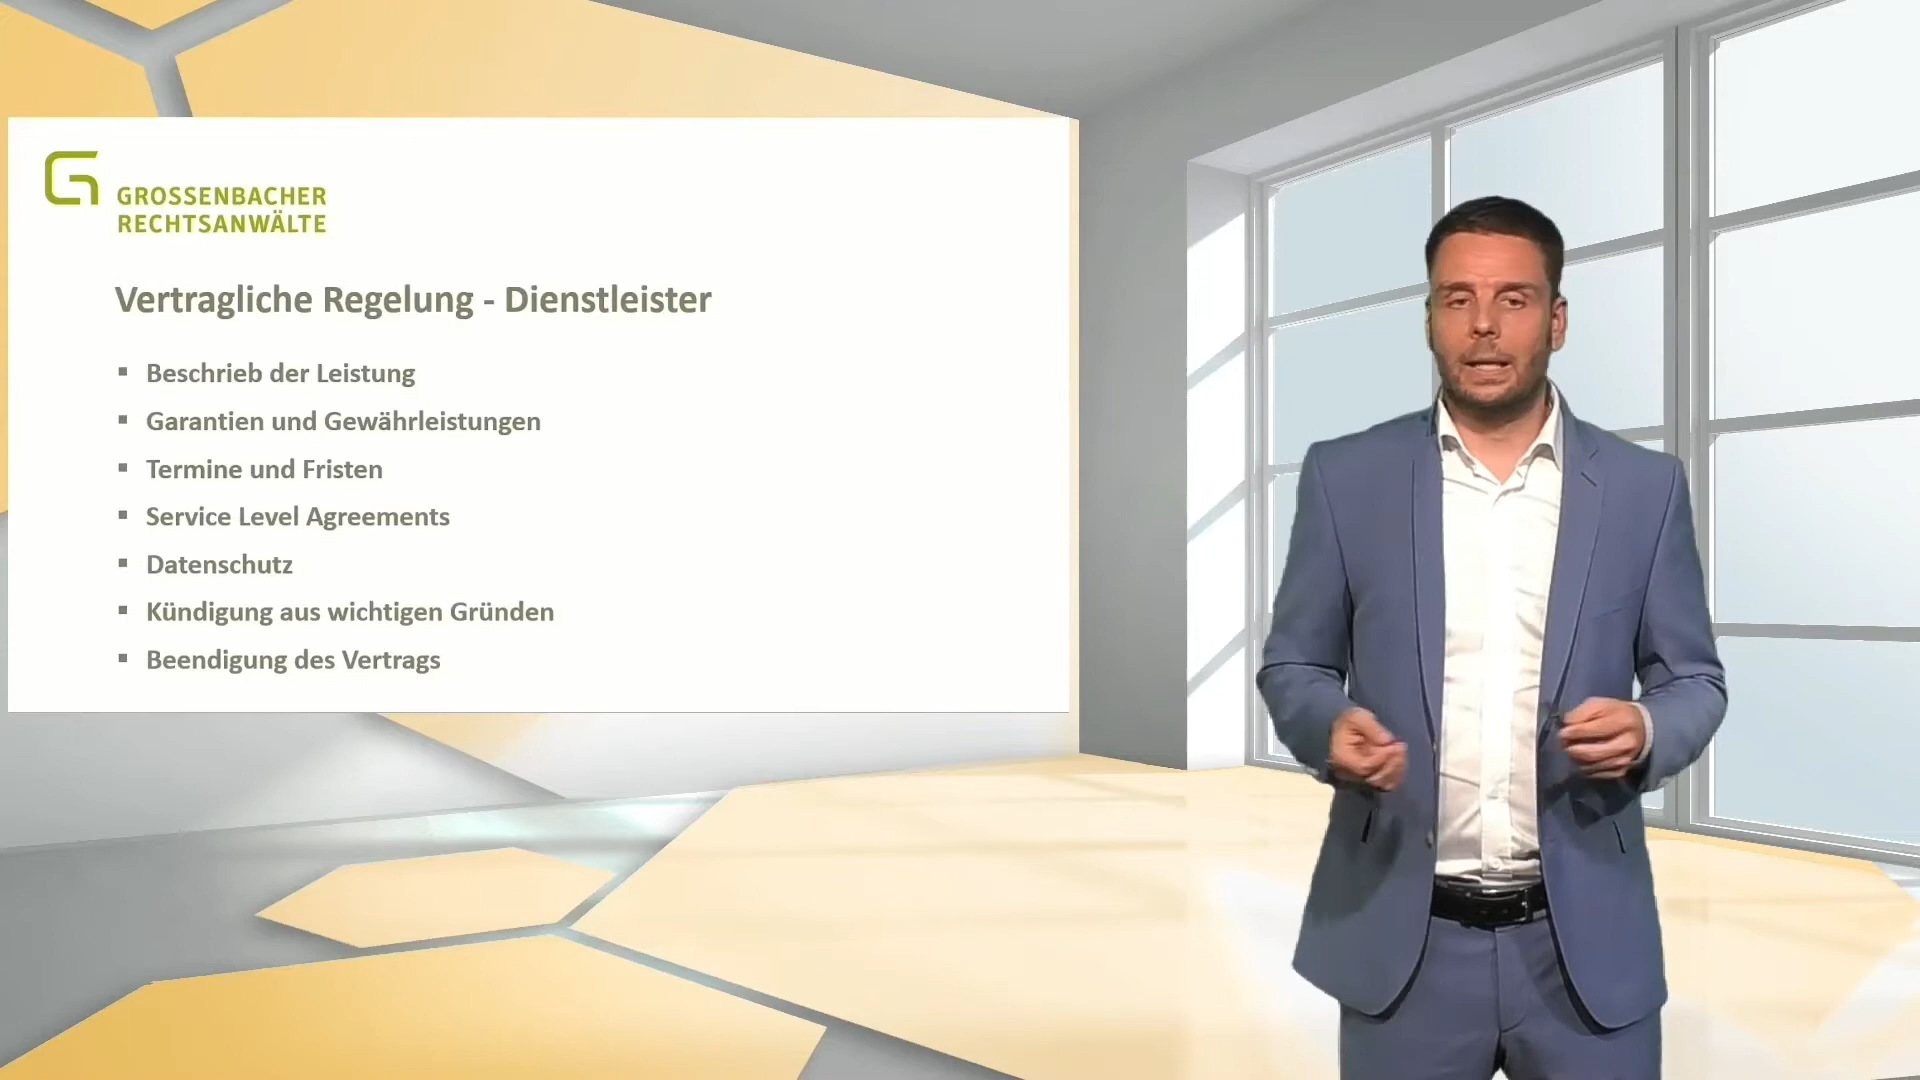 GROSSENBACHER
RECHTSANWÄLTE
Vertragliche Regelung - Dienstleister
▪ Beschrieb der Leistung
▪ Garantien und Gewährleistungen
▪ Termine und Fristen
▪ Service Level Agreements
▪ Datenschutz
▪ Kündigung aus wichtigen Gründen
▪ Beendigung des Vertrags